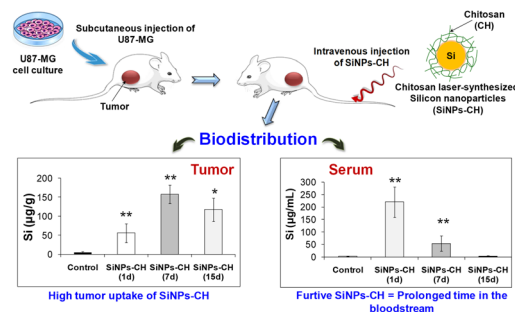 Subcutaneous injection of
U87-MG
U87-MG
cell culture
Tumor
Intravenous injection
of SiNPs-CH
Chitosan
(CH)
Si
Chitosan laser-synthesized
Silicon nanoparticles
(SiNPs-CH)
Biodistribution
Tumor
Si (µg/g)
200
150
100
50
0
**
**
*
Control
SiNPs-CH
(1d)
SiNPs-CH
(7d)
SiNPs-CH
(15d)
High tumor uptake of SiNPs-CH
Serum
Si (µg/mL)
300
250
200
150
100
50
0
**
**
Control
SiNPs-CH
(1d)
SiNPs-CH
(7d)
SiNPs-CH
(15d)
Furtive SiNPs-CH = Prolonged time in the
bloodstream